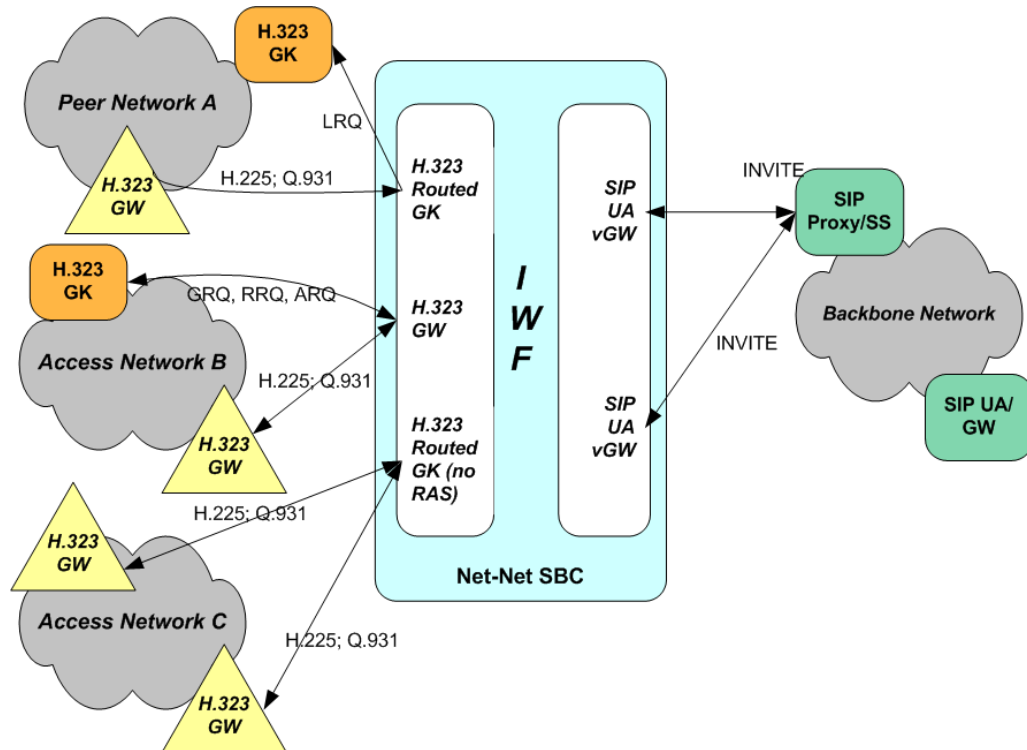 H.323
GK
Peer Network A
LRQ
H.323
GW
H.225; Q.931
H.323
Routed
GK
SIP
UA
vGW
INVITE
SIP
Proxy/SS
H.323
GK
GRQ, RRQ, ARQ
H.323
GW
I
W
F
Backbone Network
Access Network B
H.225; Q.931
INVITE
H.323
GW
H.323
Routed
GK (no
RAS)
SIP
UA
vGW
SIP UA/
GW
H.323
GW
H.225; Q.931
Net-Net SBC
Access Network C
H.225; Q.931
H.323
GW